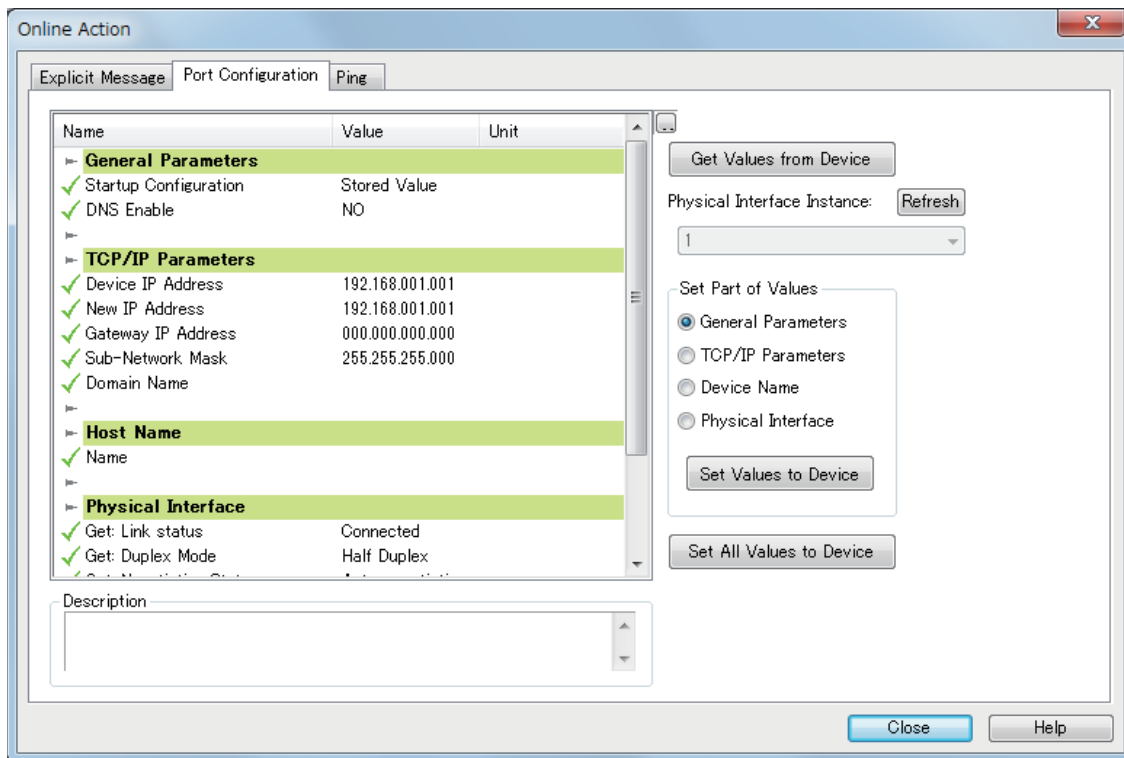 Online Action
Explicit Message Port Configuration Ping
Name Value Unit
General Parameters
Startup Configuration Stored Value
DNS Enable NO
TCP/IP Parameters
Device IP Address 192.168.001.001
New IP Address 192.168.001.001
Gateway IP Address 000.000.000.000
Sub-Network Mask 255.255.255.000
Domain Name
Host Name
Name
Physical Interface
Get: Link status Connected
Get: Duplex Mode Half Duplex
Description
...
Get Values from Device
Physical Interface Instance: Refresh
1
Set Part of Values
General Parameters
TCP/IP Parameters
Device Name
Physical Interface
Set Values to Device
Set All Values to Device
Close Help